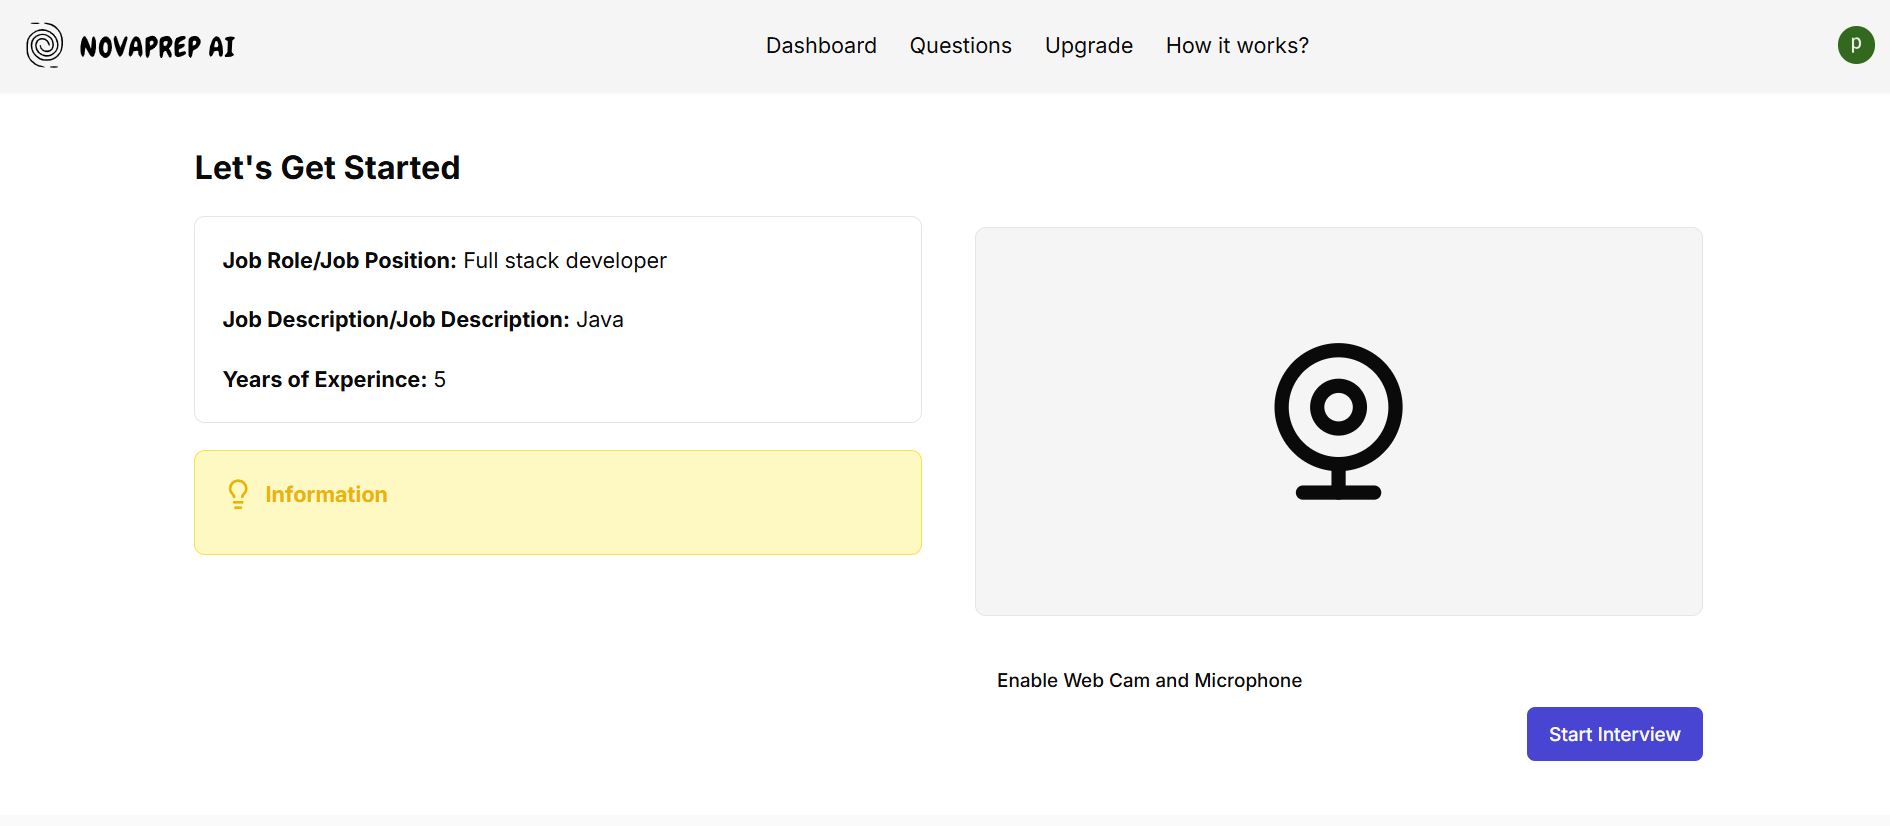 NOVAPREP AI
Dashboard Questions Upgrade How it works?
p
Let's Get Started
Job Role/Job Position: Full stack developer
Job Description/Job Description: Java
Years of Experince: 5
Information
Enable Web Cam and Microphone
Start Interview